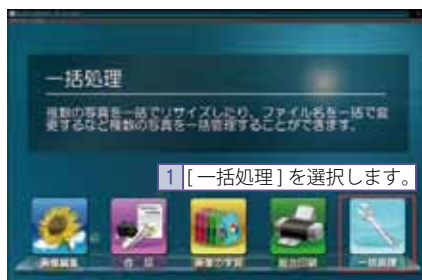 一括処理
複数の写真を一括でリサイズしたり、ファイル名を一括で変
更するなど複数の写真を一括管理することができます。
1 [一括処理]を選択します。
画像編集 作品 画像の学習 総合印刷 一括処理